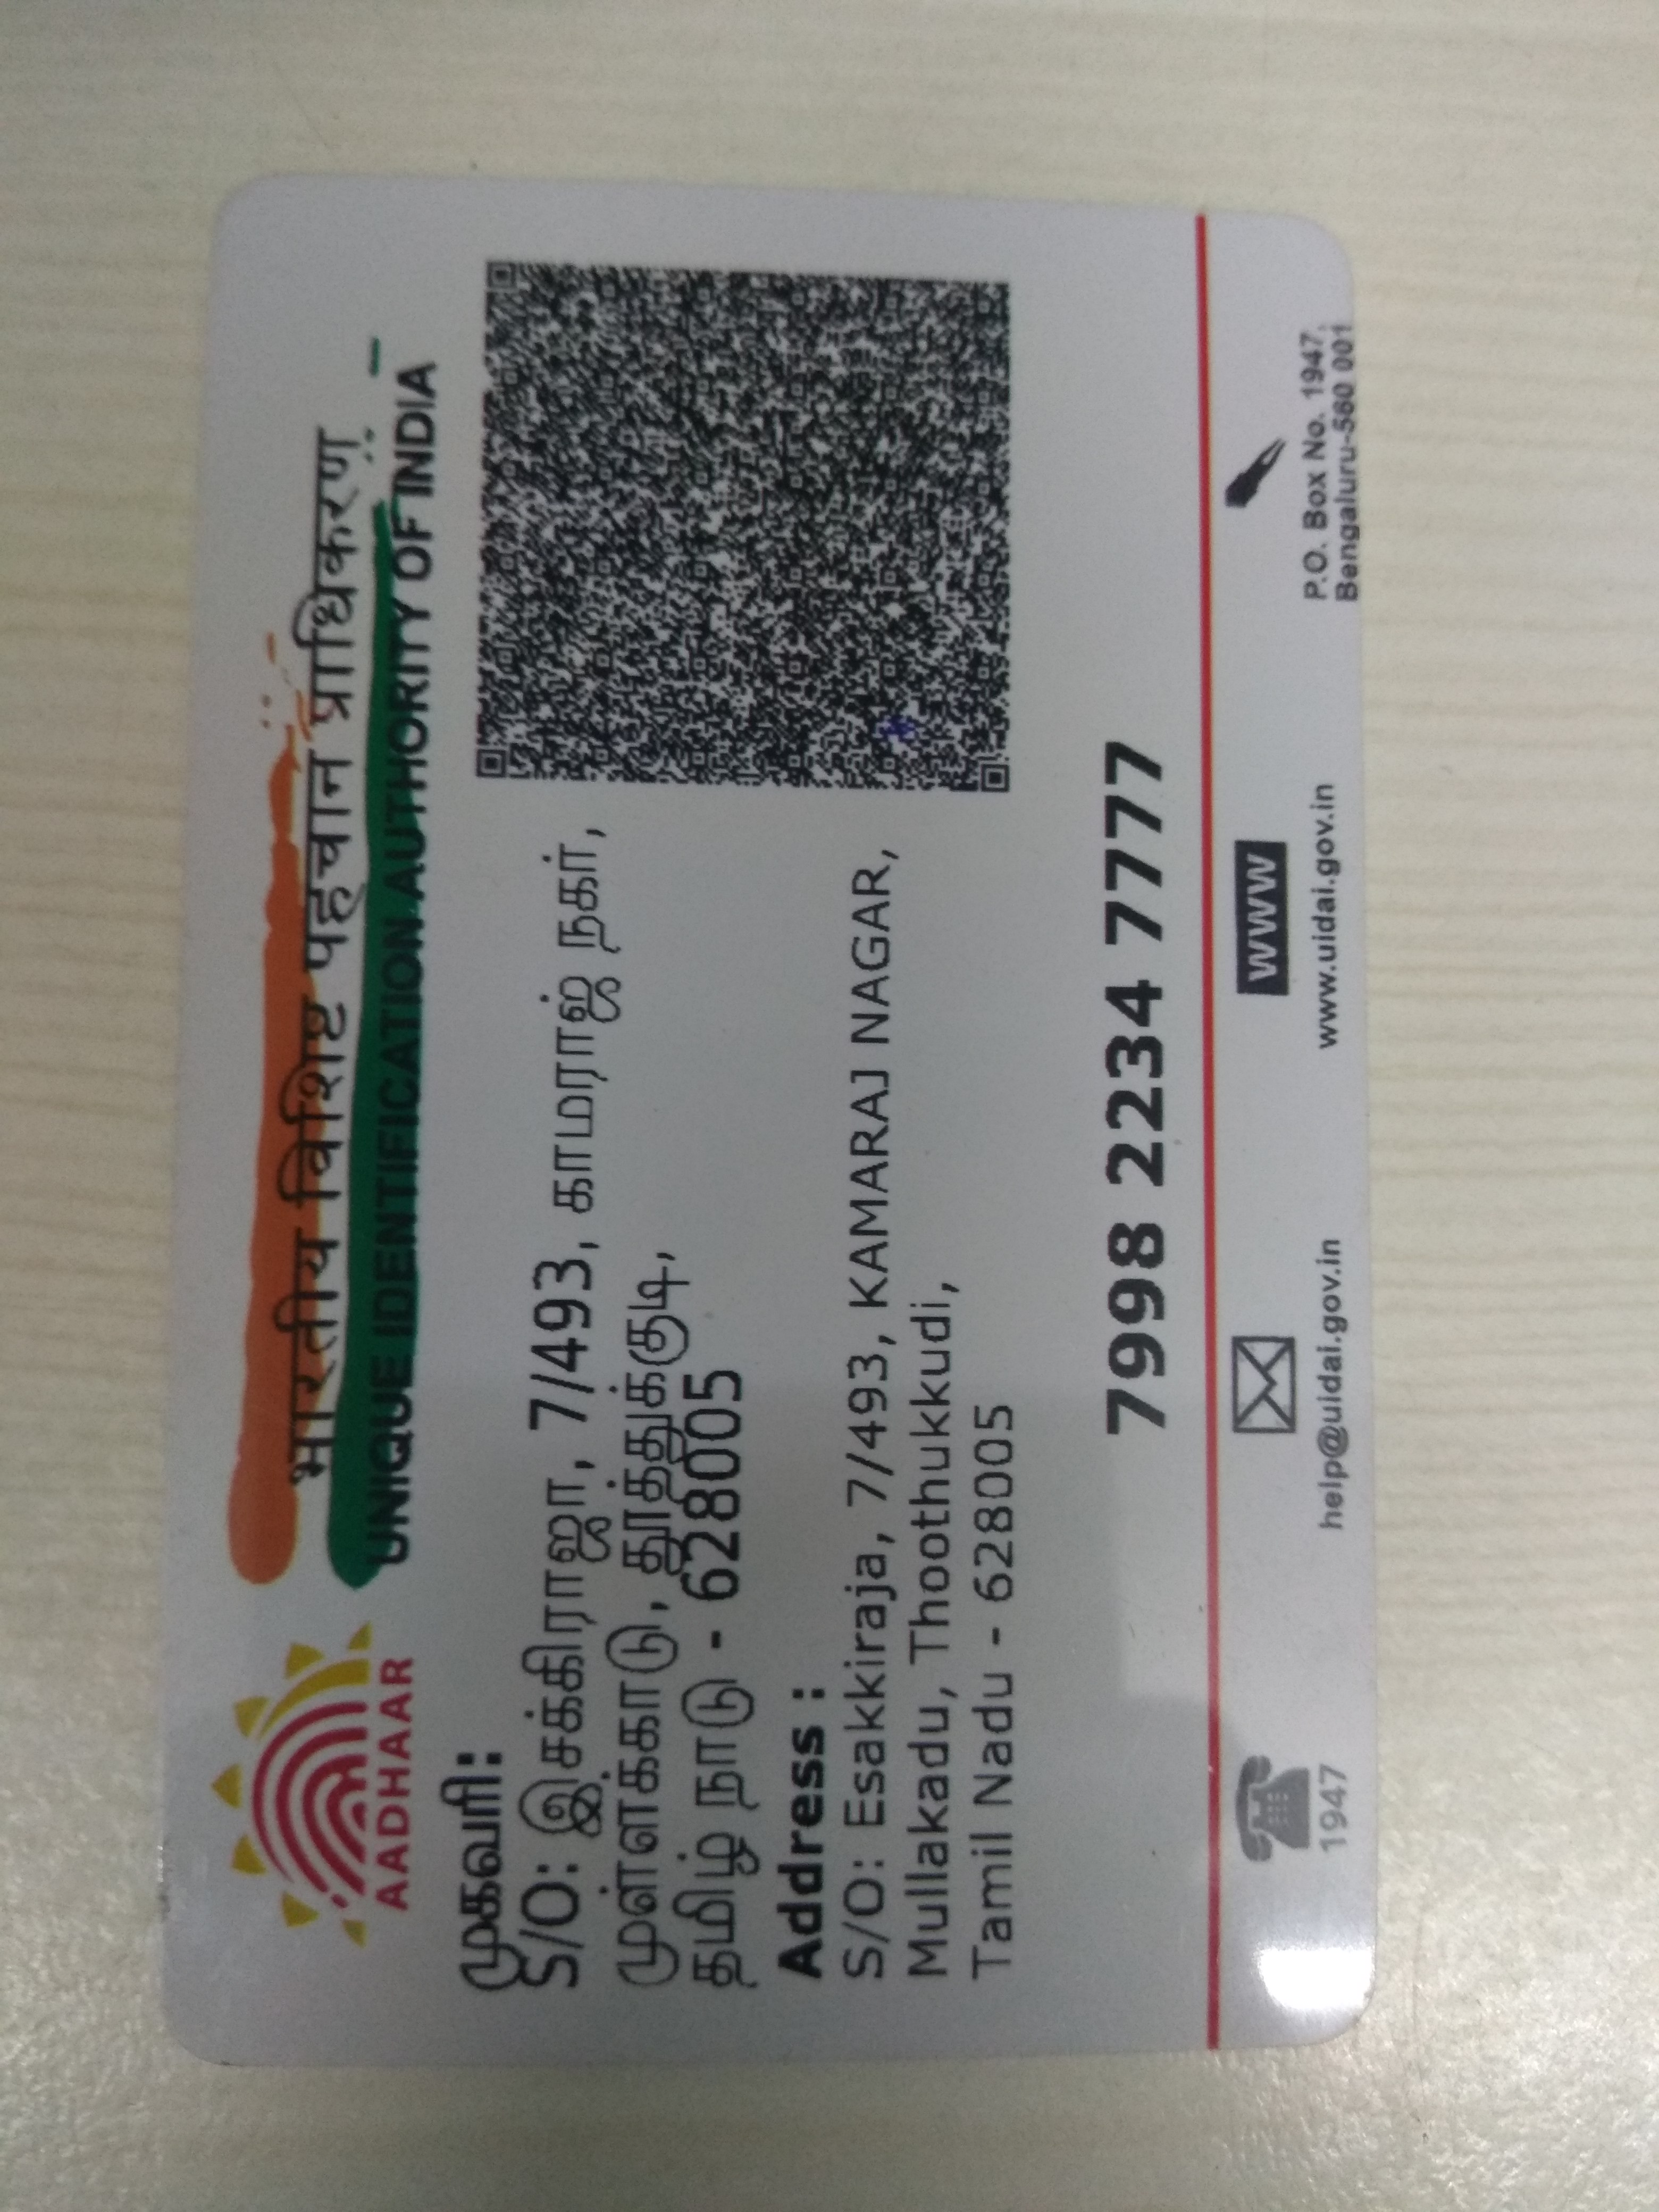 भारतीय विशिष्ट पहचान प्राधिकरण
UNIQUE IDENTIFICATION AUTHORITY OF INDIA
AADHAAR
முகவரி:
S/O: இசக்கிராஜா, 7/493, காமராஜ் நகர்,
முள்ளக்காடு, தூத்துக்குடி,
தமிழ் நாடு - 628005
Address :
S/O: Esakkiraja, 7/493, KAMARAJ NAGAR,
Mullakadu, Thoothukkudi,
Tamil Nadu - 628005
7998 2234 7777
1947
help@uidai.gov.in
WWW
www.uidai.gov.in
P.O. Box No. 1947,
Bengaluru-560 001